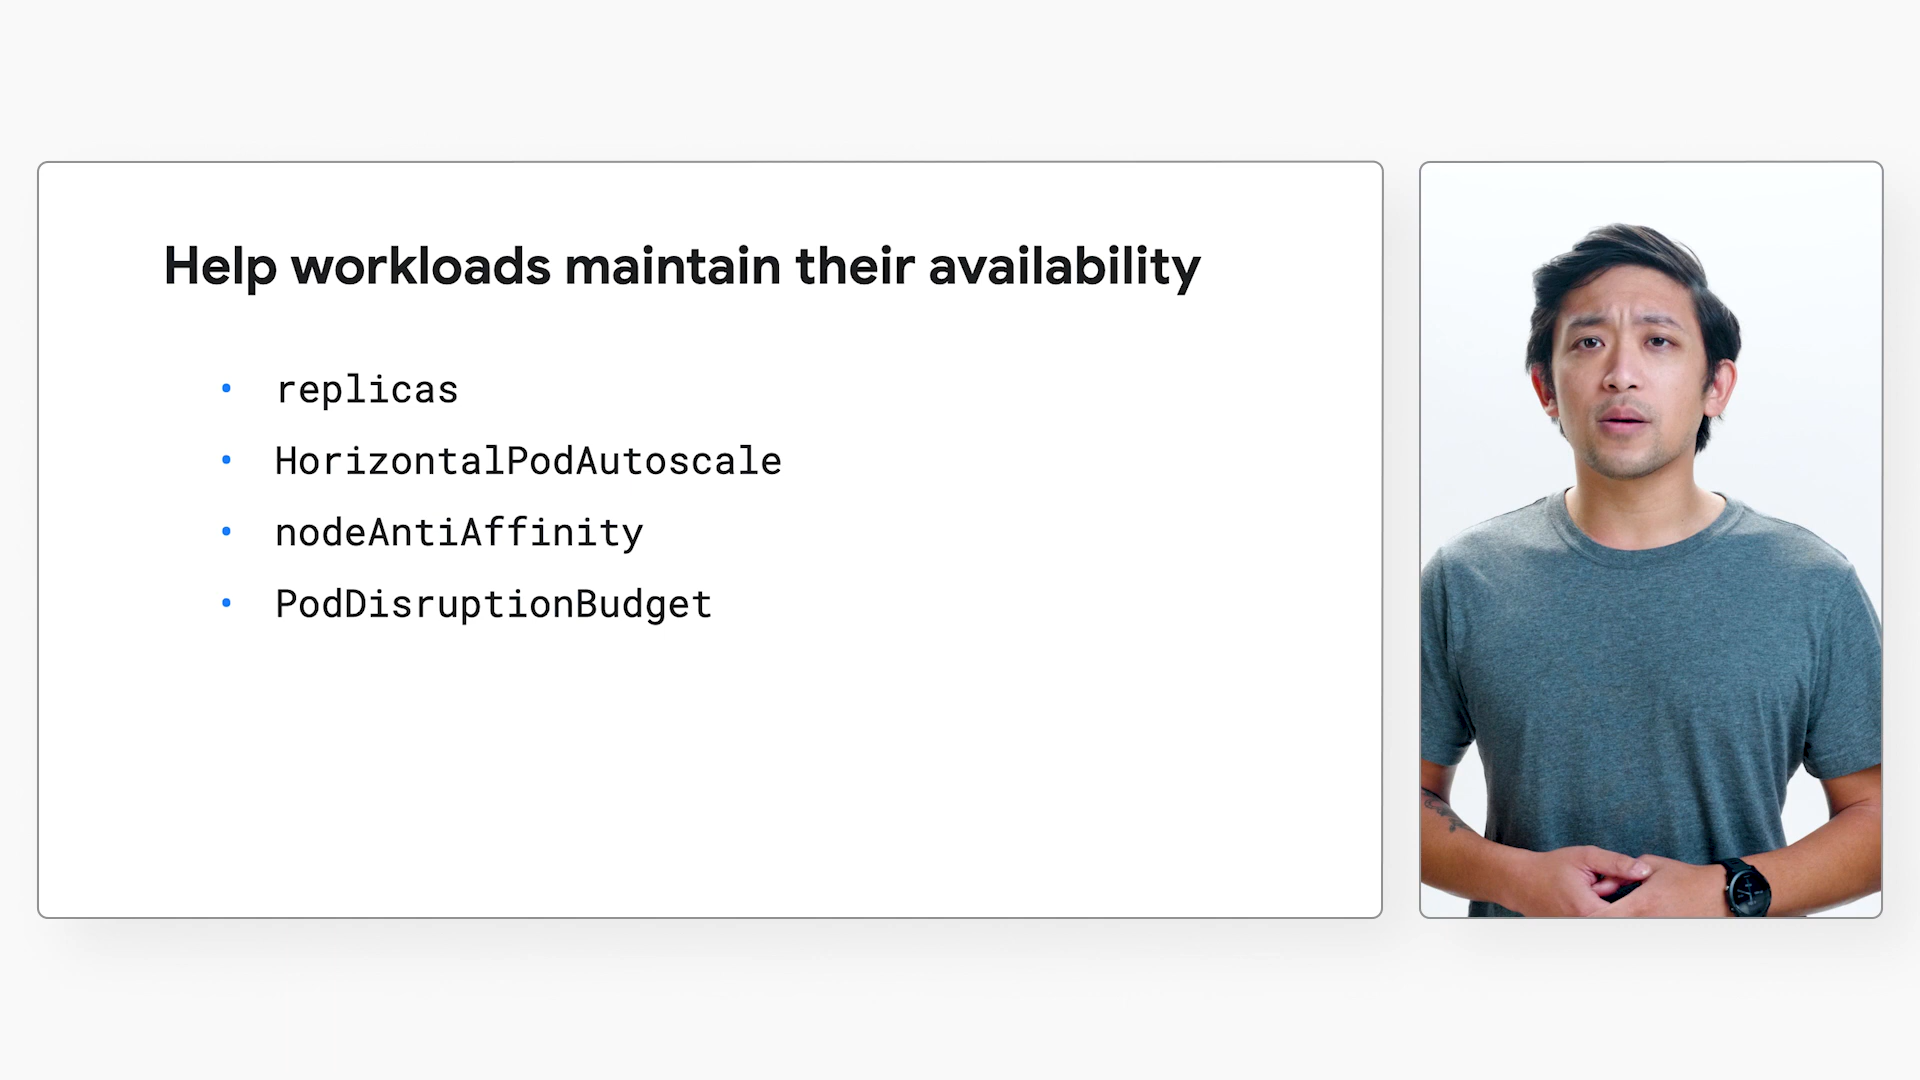 Help workloads maintain their availability
• replicas
• HorizontalPodAutoscale
• nodeAntiAffinity
• PodDisruptionBudget